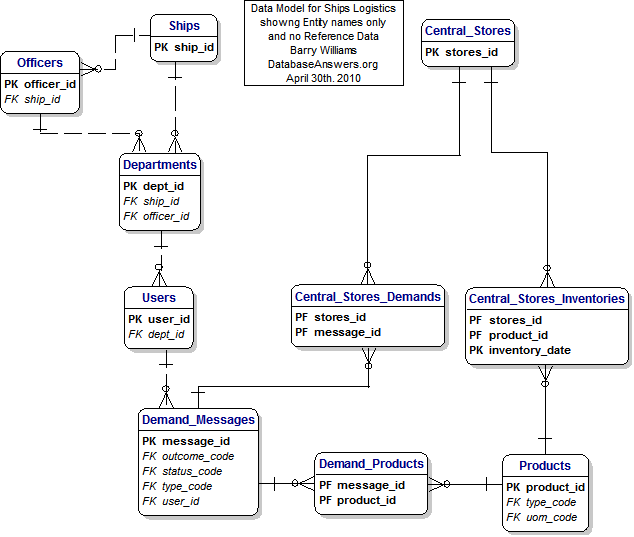 Data Model for Ships Logistics
showng Entity names only
and no Reference Data
Barry Williams
DatabaseAnswers.org
April 30th. 2010
Ships
PK ship_id
Central_Stores
PK stores_id
Officers
PK officer_id
FK ship_id
Departments
PK dept_id
FK ship_id
FK officer_id
Users
PK user_id
FK dept_id
Central_Stores_Demands
PF stores_id
PF message_id
Central_Stores_Inventories
PF stores_id
PF product_id
PK inventory_date
Demand_Messages
PK message_id
FK outcome_code
FK status_code
FK type_code
FK user_id
Demand_Products
PF message_id
PF product_id
Products
PK product_id
FK type_code
FK uom_code